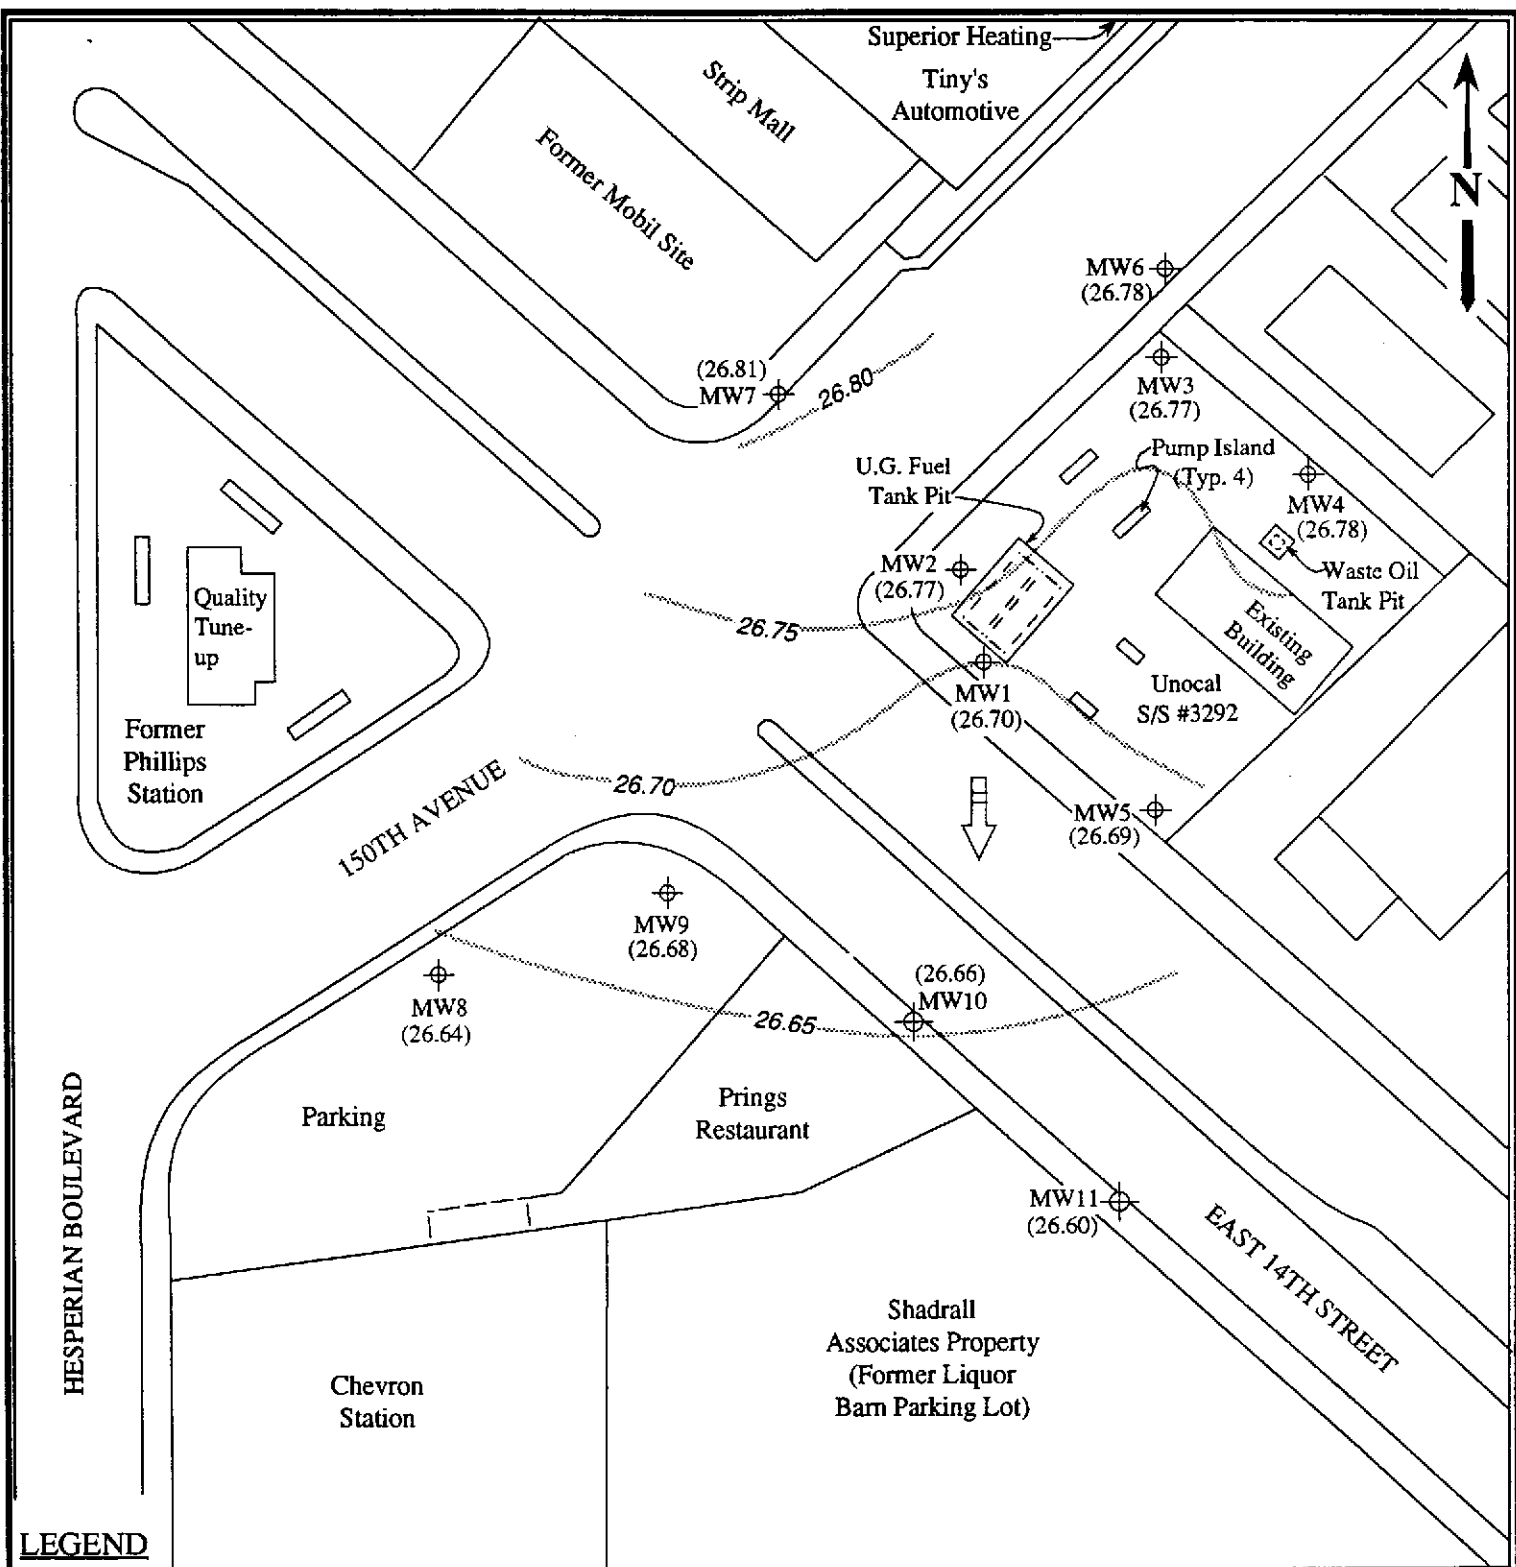 Superior Heating
Tiny's
Automotive
Strip Mall
Former Mobil Site
N
MW6
(26.78)
(26.81)
MW7
26.80
MW3
(26.77)
Pump Island
(Typ. 4)
U.G. Fuel
Tank Pit
MW4
(26.78)
MW2
(26.77)
Waste Oil
Tank Pit
Quality
Tune-
up
26.75
Existing
Building
MW1
(26.70)
Unocal
S/S #3292
Former
Phillips
Station
26.70
150TH AVENUE
MW5
(26.69)
MW9
(26.68)
(26.66)
MW10
MW8
(26.64)
26.65
Parking
Prings
Restaurant
HESPERIAN BOULEVARD
MW11
(26.60)
EAST 14TH STREET
Shadrall
Associates Property
(Former Liquor
Barn Parking Lot)
Chevron
Station
LEGEND